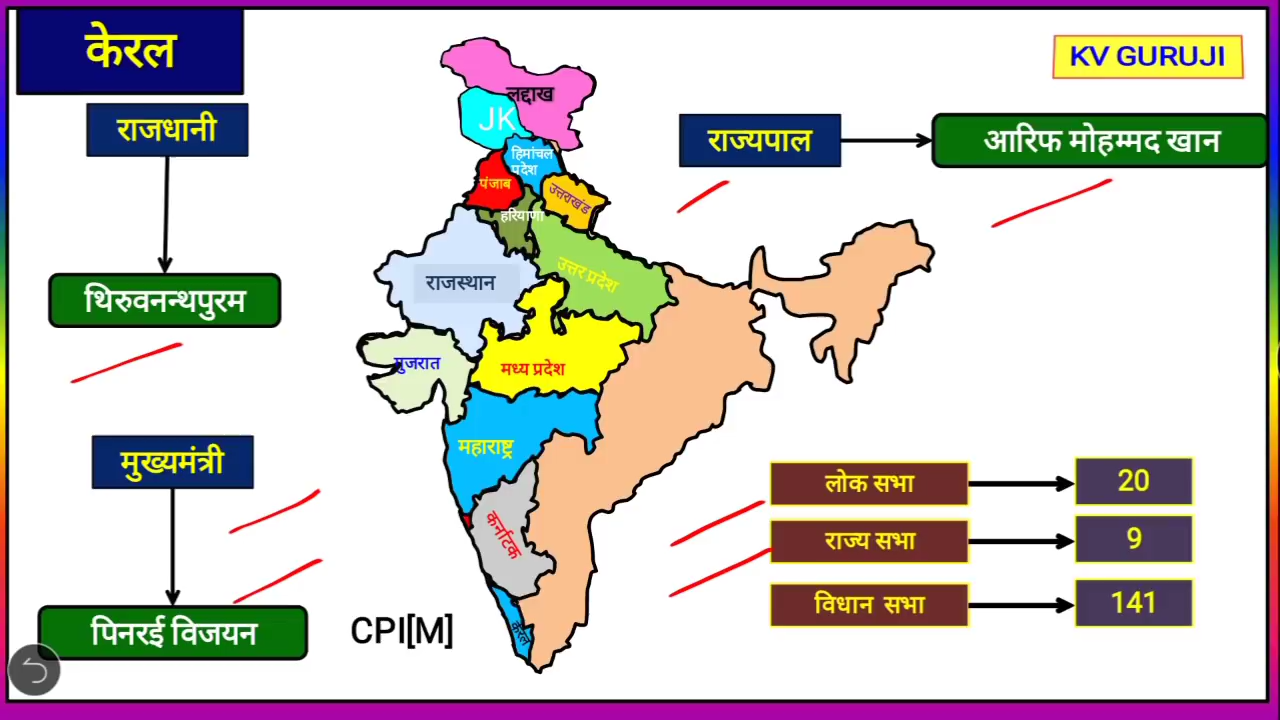 केरल
KV GURUJI
राजधानी
थिरुवनन्थपुरम
मुख्यमंत्री
पिनरई विजयन
CPI[M]
लद्दाख
JK
हिमांचल
प्रदेश
पंजाब
उत्तराखंड
हरियाणा
उत्तर प्रदेश
राजस्थान
गुजरात
मध्य प्रदेश
महाराष्ट्र
कर्नाटक
केरल
राज्यपाल
आरिफ मोहम्मद खान
लोक सभा 20
राज्य सभा 9
विधान सभा 141